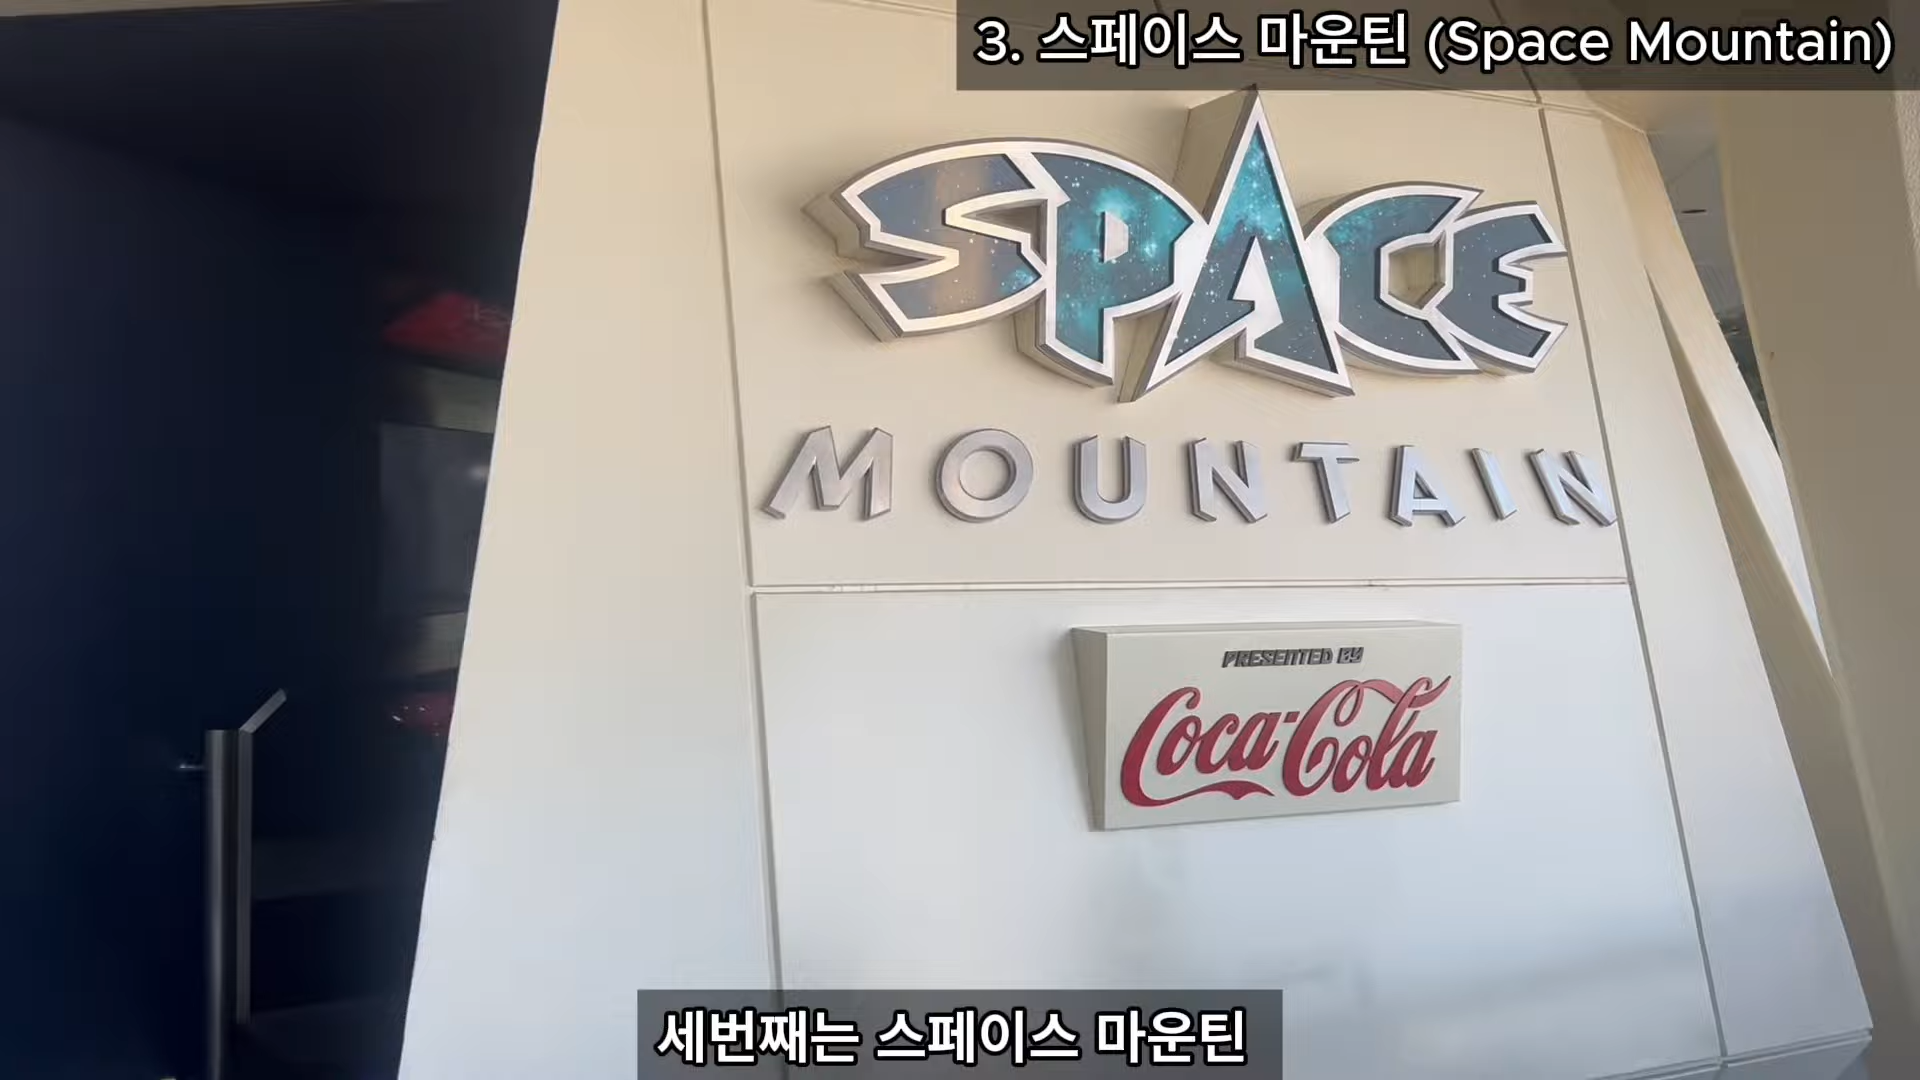 3. 스페이스 마운틴 (Space Mountain)
SPACE
MOUNTAIN
PRESENTED BY
Coca-Cola
세번째는 스페이스 마운틴